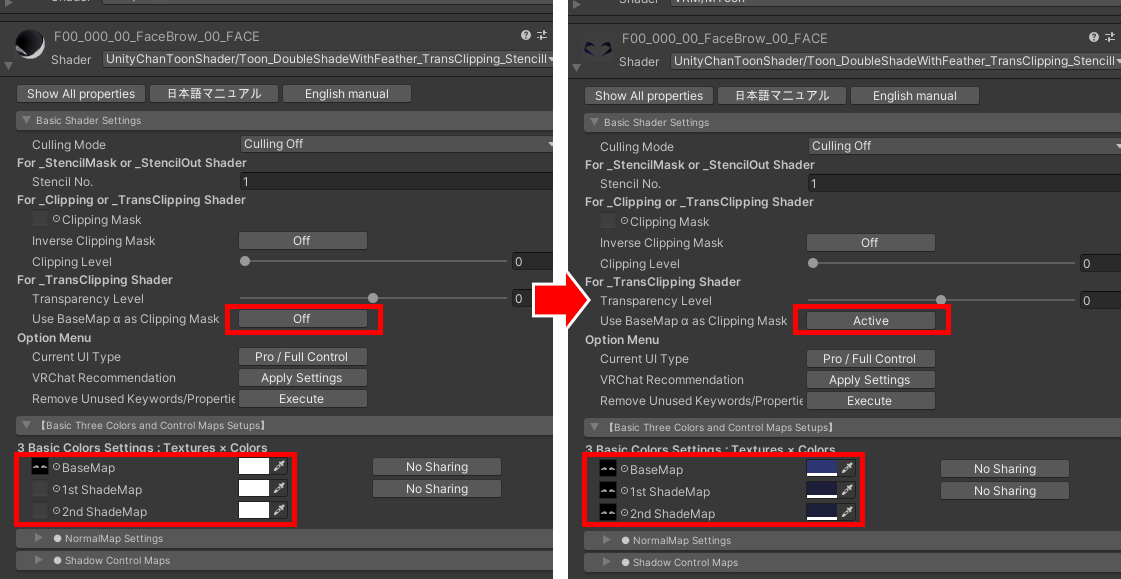 Shader
F00_000_00_FaceBrow_00_FACE
Shader UnityChanToonShader/Toon_DoubleShadeWithFeather_TransClipping_Stencil
Show All properties 日本語マニュアル English manual
Basic Shader Settings
Culling Mode Culling Off
For _StencilMask or _StencilOut Shader
Stencil No. 1
For _Clipping or _TransClipping Shader
Clipping Mask
Inverse Clipping Mask Off
Clipping Level 0
For _TransClipping Shader
Transparency Level 0
Use BaseMap α as Clipping Mask Off
Option Menu
Current UI Type Pro / Full Control
VRChat Recommendation Apply Settings
Remove Unused Keywords/Propertie Execute
【Basic Three Colors and Control Maps Setups】
3 Basic Colors Settings : Textures × Colors
BaseMap No Sharing
1st ShadeMap No Sharing
2nd ShadeMap
● NormalMap Settings
● Shadow Control Maps
Shader VRM/MToon
F00_000_00_FaceBrow_00_FACE
Shader UnityChanToonShader/Toon_DoubleShadeWithFeather_TransClipping_Stencil
Show All properties 日本語マニュアル English manual
Basic Shader Settings
Culling Mode Culling Off
For _StencilMask or _StencilOut Shader
Stencil No. 1
For _Clipping or _TransClipping Shader
Clipping Mask
Inverse Clipping Mask Off
Clipping Level 0
For _TransClipping Shader
Transparency Level 0
Use BaseMap α as Clipping Mask Active
Option Menu
Current UI Type Pro / Full Control
VRChat Recommendation Apply Settings
Remove Unused Keywords/Propertie Execute
【Basic Three Colors and Control Maps Setups】
3 Basic Colors Settings : Textures × Colors
BaseMap No Sharing
1st ShadeMap No Sharing
2nd ShadeMap
● NormalMap Settings
● Shadow Control Maps